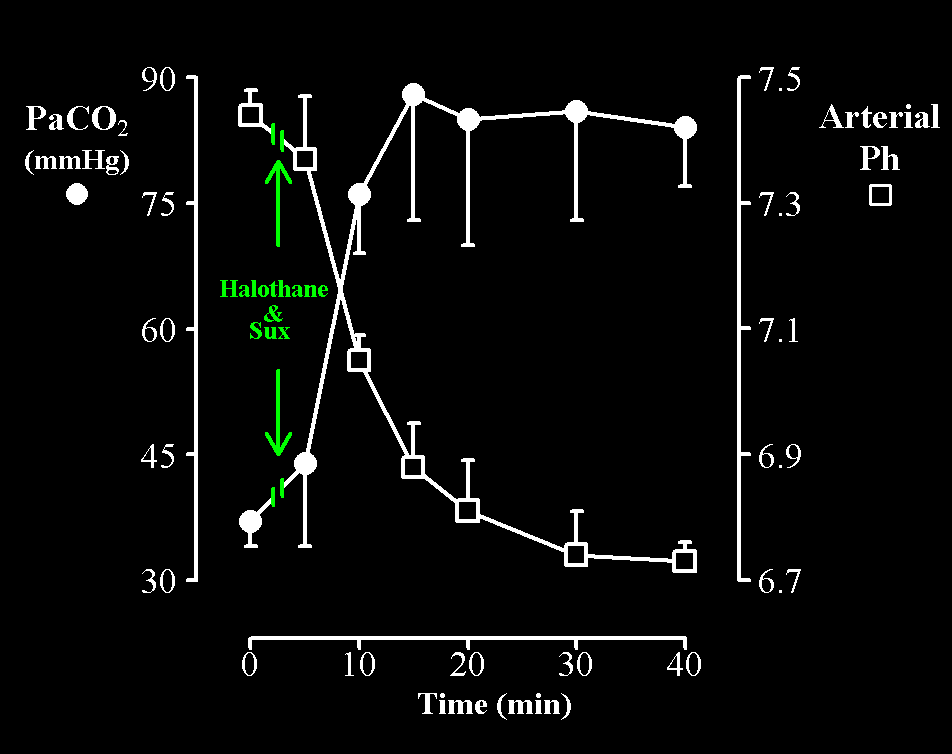 PaCO₂
(mmHg)
90
75
60
45
30
Halothane
&
Sux
7.5
7.3
7.1
6.9
6.7
Arterial
Ph
0 10 20 30 40
Time (min)